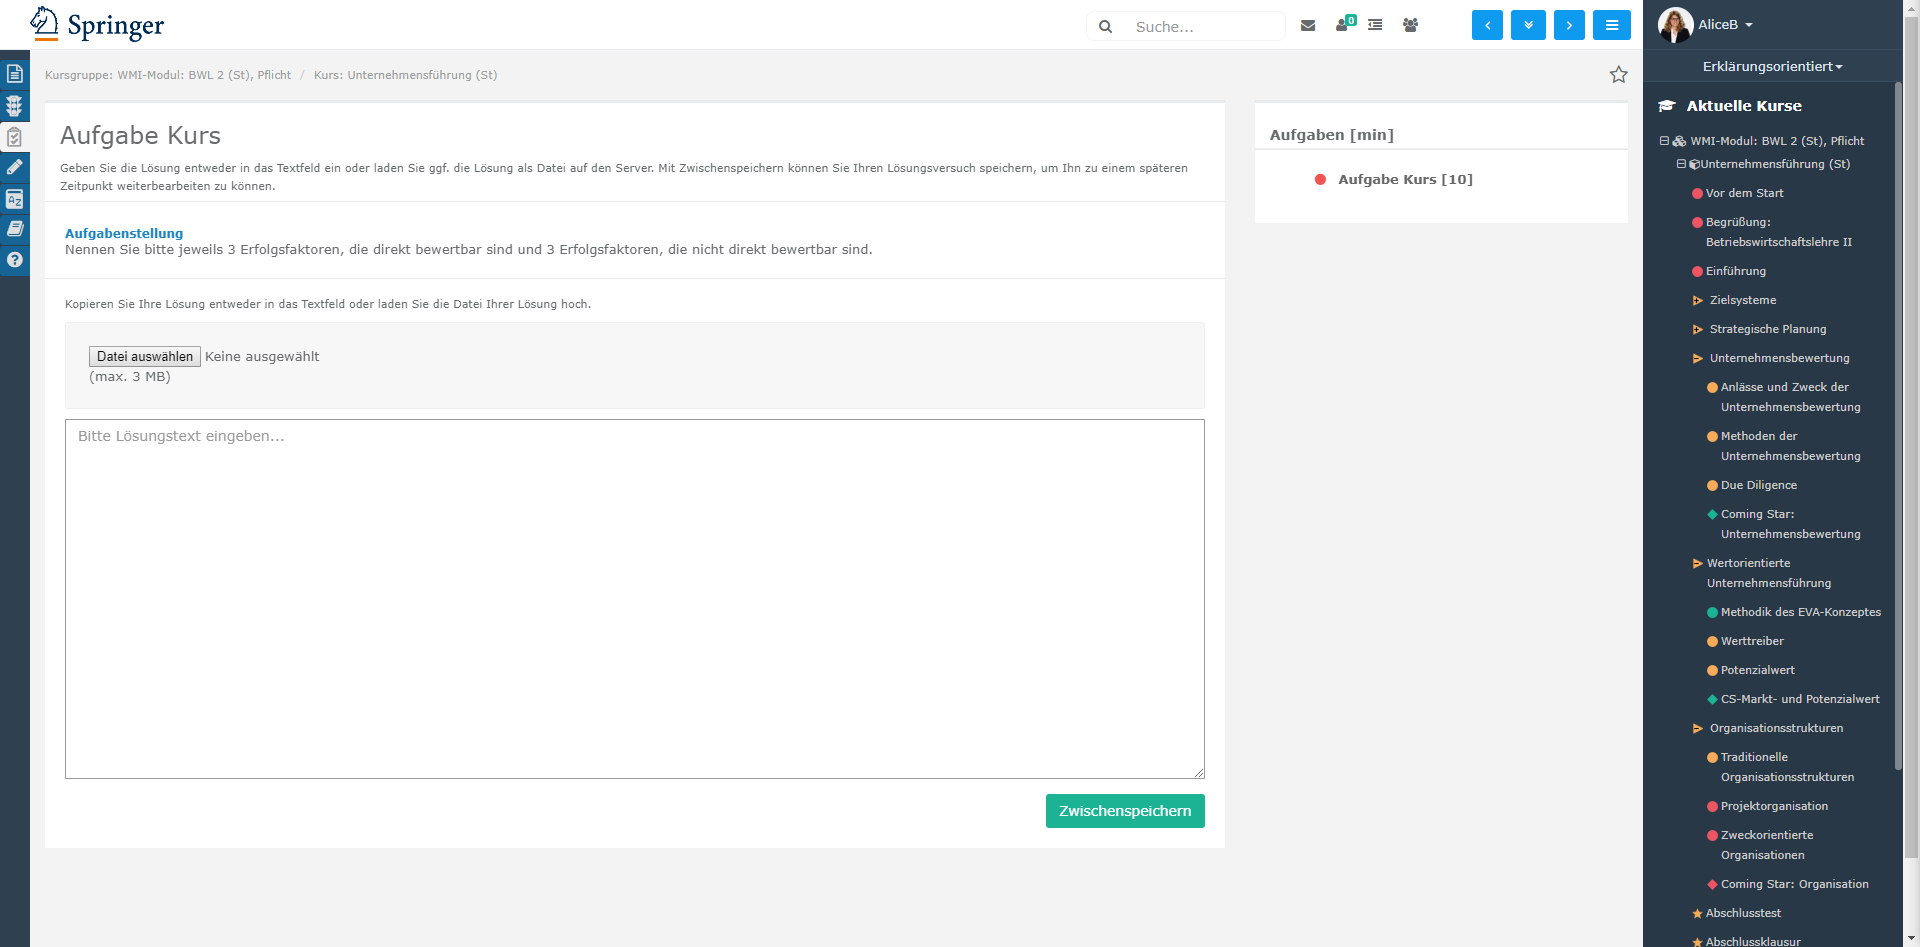 Springer
Suche...
0
AliceB
Erklärungsorientiert
Kursgruppe: WMI-Modul: BWL 2 (St), Pflicht / Kurs: Unternehmensführung (St)
Aufgabe Kurs
Geben Sie die Lösung entweder in das Textfeld ein oder laden Sie ggf. die Lösung als Datei auf den Server. Mit Zwischenspeichern können Sie Ihren Lösungsversuch speichern, um Ihn zu einem späteren
Zeitpunkt weiterbearbeiten zu können.
Aufgabenstellung
Nennen Sie bitte jeweils 3 Erfolgsfaktoren, die direkt bewertbar sind und 3 Erfolgsfaktoren, die nicht direkt bewertbar sind.
Kopieren Sie Ihre Lösung entweder in das Textfeld oder laden Sie die Datei Ihrer Lösung hoch.
Datei auswählen Keine ausgewählt
(max. 3 MB)
Bitte Lösungstext eingeben...
Zwischenspeichern
Aufgaben [min]
Aufgabe Kurs [10]
Aktuelle Kurse
WMI-Modul: BWL 2 (St), Pflicht
Unternehmensführung (St)
Vor dem Start
Begrüßung:
Betriebswirtschaftslehre II
Einführung
Zielsysteme
Strategische Planung
Unternehmensbewertung
Anlässe und Zweck der
Unternehmensbewertung
Methoden der
Unternehmensbewertung
Due Diligence
Coming Star:
Unternehmensbewertung
Wertorientierte
Unternehmensführung
Methodik des EVA-Konzeptes
Werttreiber
Potenzialwert
CS-Markt- und Potenzialwert
Organisationsstrukturen
Traditionelle
Organisationsstrukturen
Projektorganisation
Zweckorientierte
Organisationen
Coming Star: Organisation
Abschlusstest
Abschlussklausur